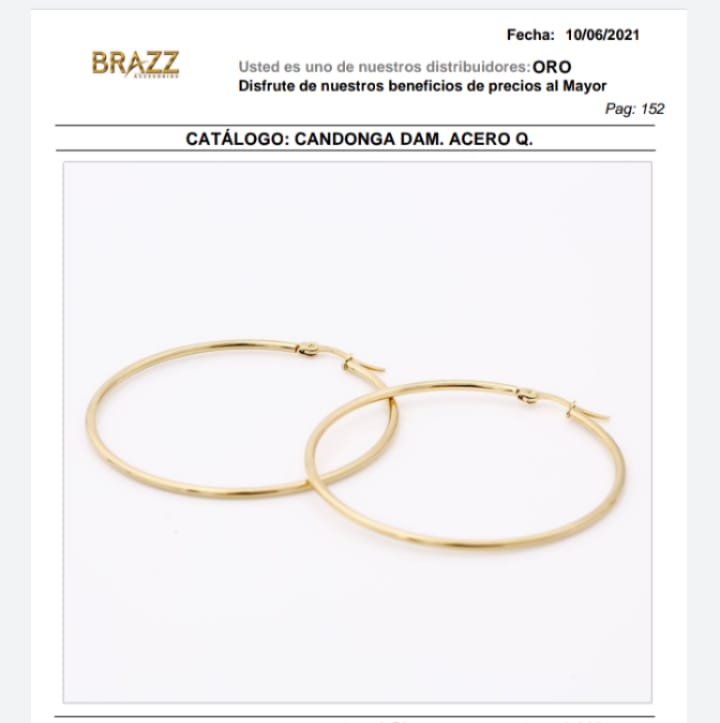 Fecha: 10/06/2021
BRAZZ
ACCESORIOS
Usted es uno de nuestros distribuidores: ORO
Disfrute de nuestros beneficios de precios al Mayor
Pag: 152
CATÁLOGO: CANDONGA DAM. ACERO Q.